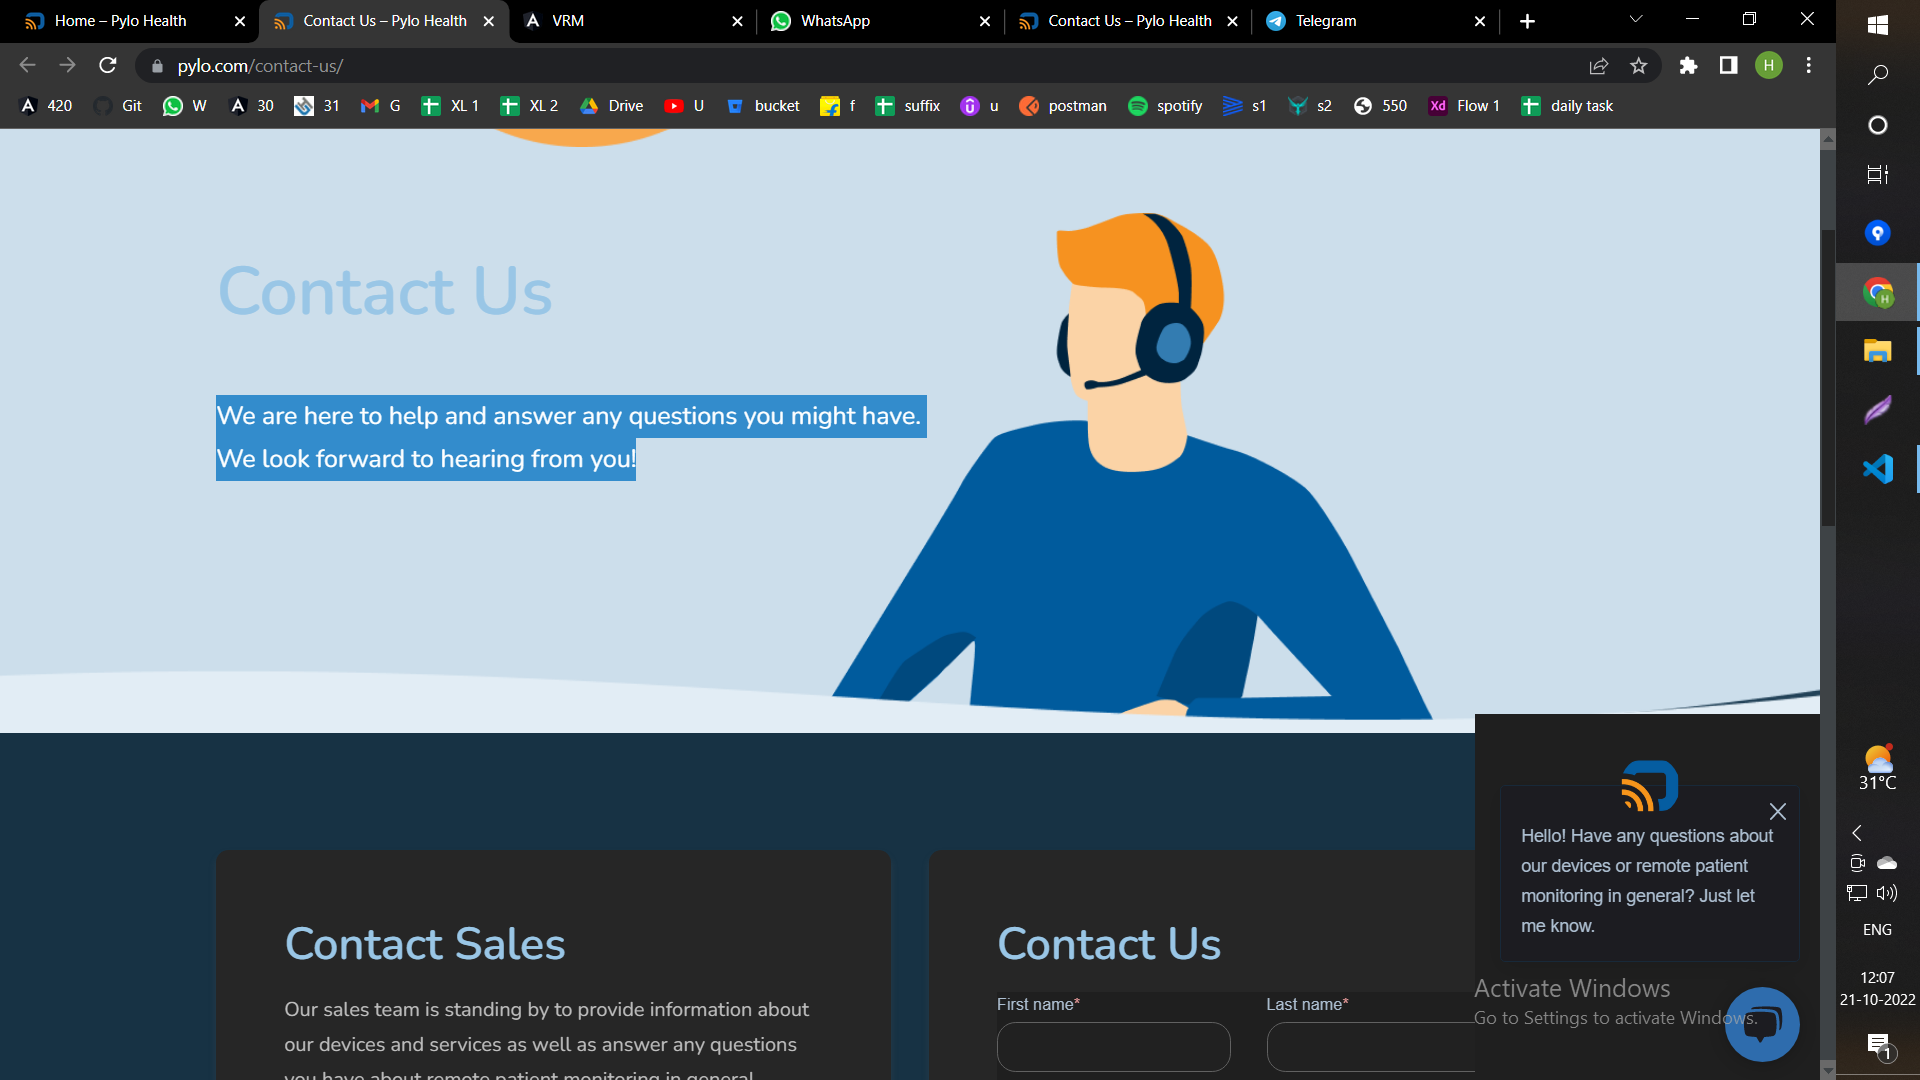 Home – Pylo Health
Contact Us – Pylo Health
VRM
WhatsApp
Contact Us – Pylo Health
Telegram
pylo.com/contact-us/
H
420
Git
W
30
31
G
XL 1
XL 2
Drive
U
bucket
f
suffix
u
postman
spotify
s1
s2
550
Xd
Flow 1
daily task
Contact Us
We are here to help and answer any questions you might have.
We look forward to hearing from you!
Contact Sales
Our sales team is standing by to provide information about
our devices and services as well as answer any questions
you have about remote patient monitoring in general
Contact Us
First name*
Last name*
Hello! Have any questions about
our devices or remote patient
monitoring in general? Just let
me know.
Activate Windows
Go to Settings to activate Windows.
H
31°C
ENG
12:07
21-10-2022
1